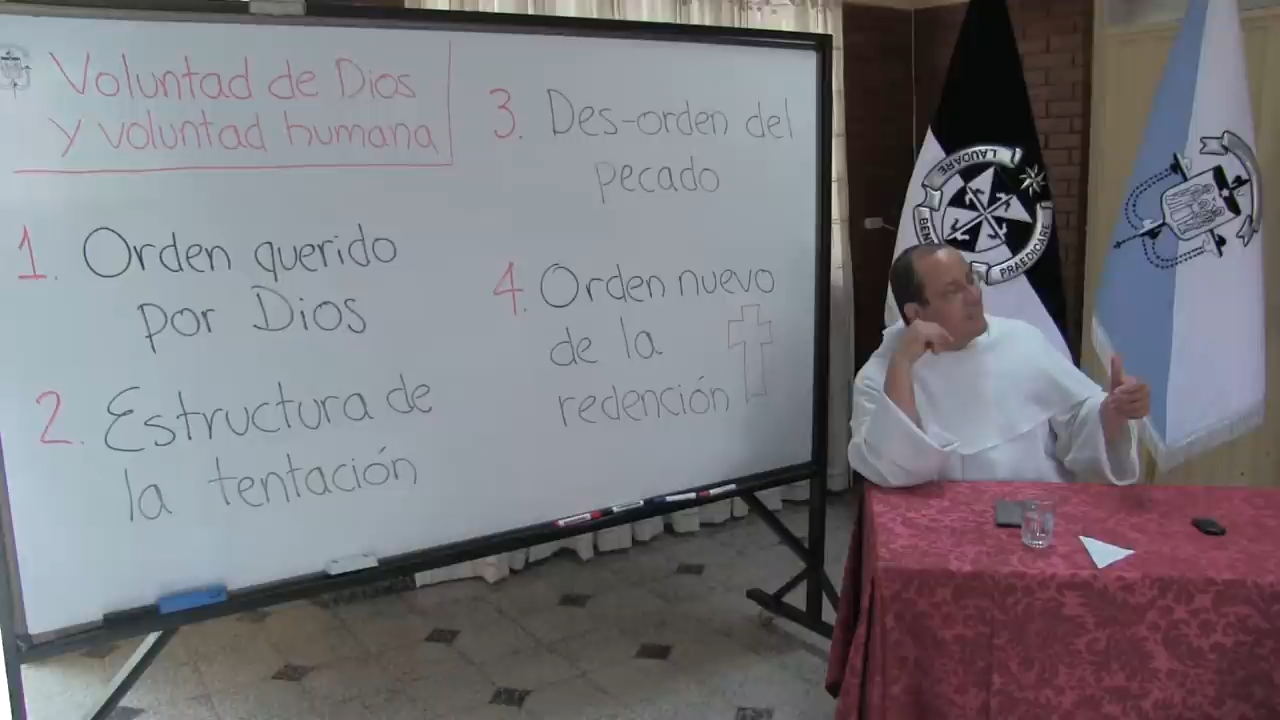 Voluntad de Dios
y voluntad humana
1. Orden querido
por Dios
2. Estructura de
la tentación
3. Des-orden del
pecado
4. Orden nuevo
de la
redención
LAUDARE
BEN
PRAEDICARE